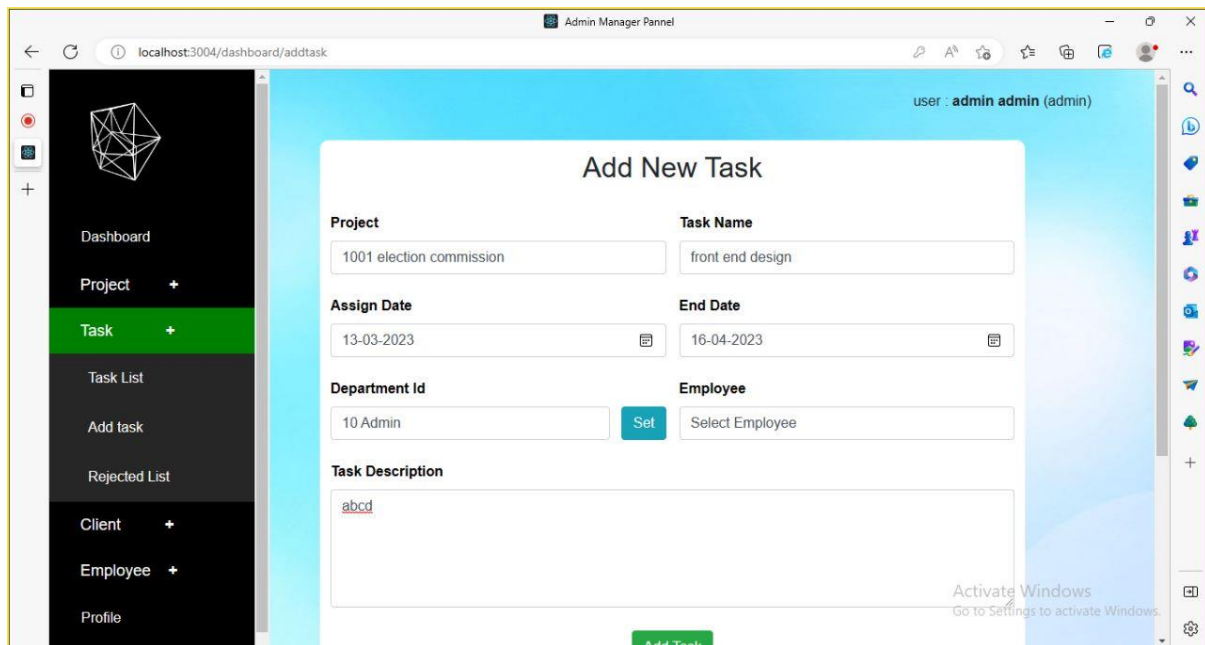 Admin Manager Pannel
localhost:3004/dashboard/addtask
user : admin admin (admin)
Add New Task
Dashboard
Project +
Task +
Task List
Add task
Rejected List
Client +
Employee +
Profile
Project
Task Name
1001 election commission
front end design
Assign Date
End Date
13-03-2023
16-04-2023
Department Id
Employee
10 Admin
Set
Select Employee
Task Description
abcd
Activate Windows
Go to Settings to activate Windows.
Add Task